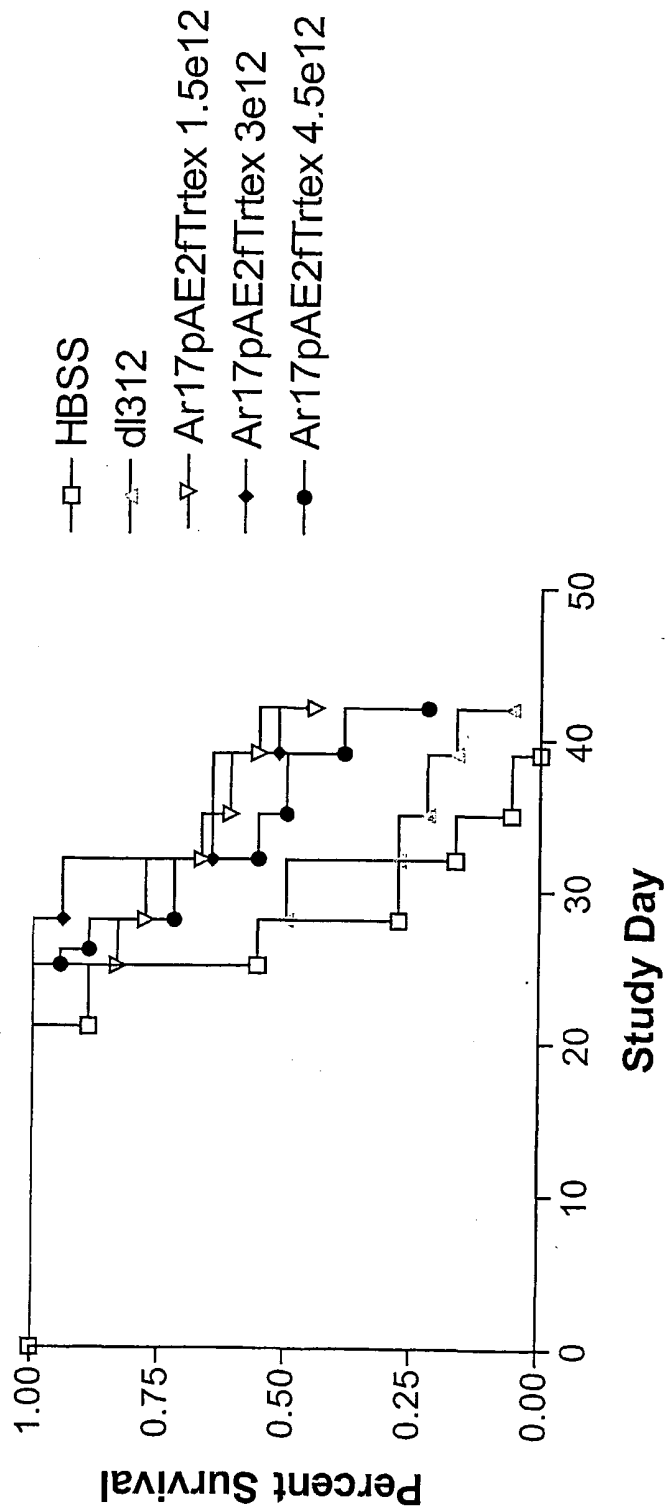 Percent Survival
1.00
0.75
0.50
0.25
0.00
0
10
20
30
40
50
Study Day
HBSS
dl312
Ar17pAE2fTrtex 1.5e12
Ar17pAE2fTrtex 3e12
Ar17pAE2fTrtex 4.5e12